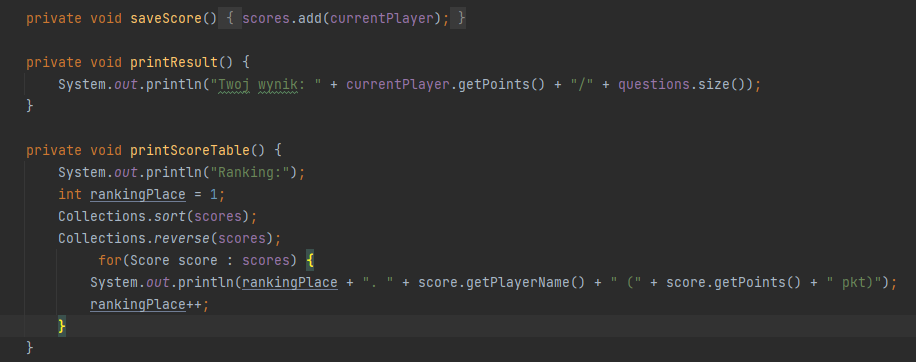 private void saveScore() { scores.add(currentPlayer); }
private void printResult() {
System.out.println("Twoj wynik: " + currentPlayer.getPoints() + "/" + questions.size());
}
private void printScoreTable() {
System.out.println("Ranking:");
int rankingPlace = 1;
Collections.sort(scores);
Collections.reverse(scores);
for(Score score : scores) {
System.out.println(rankingPlace + ". " + score.getPlayerName() + " (" + score.getPoints() + " pkt)");
rankingPlace++;
}
}